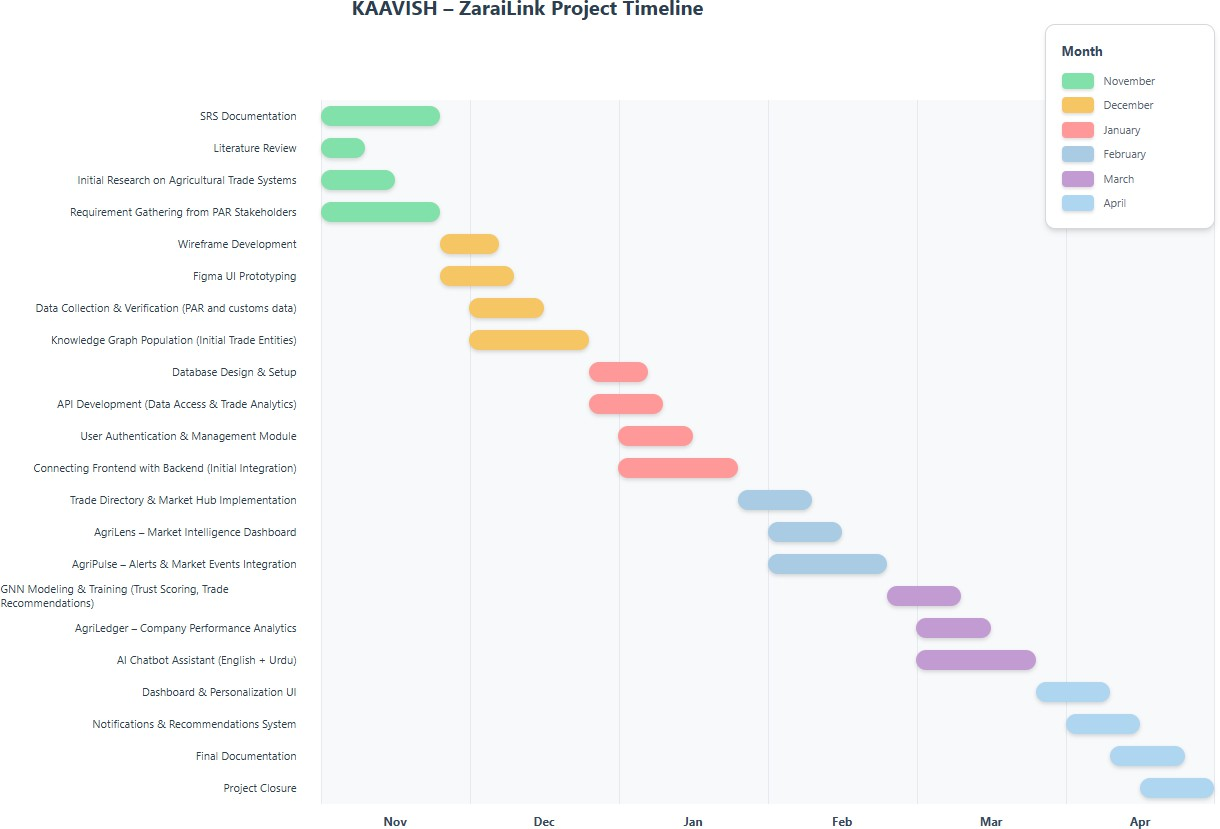 KAAVISH – ZaraiLink Project Timeline
Month
November
December
January
February
March
April
SRS Documentation
Literature Review
Initial Research on Agricultural Trade Systems
Requirement Gathering from PAR Stakeholders
Wireframe Development
Figma UI Prototyping
Data Collection & Verification (PAR and customs data)
Knowledge Graph Population (Initial Trade Entities)
Database Design & Setup
API Development (Data Access & Trade Analytics)
User Authentication & Management Module
Connecting Frontend with Backend (Initial Integration)
Trade Directory & Market Hub Implementation
AgriLens – Market Intelligence Dashboard
AgriPulse – Alerts & Market Events Integration
GNN Modeling & Training (Trust Scoring, Trade
Recommendations)
AgriLedger – Company Performance Analytics
AI Chatbot Assistant (English + Urdu)
Dashboard & Personalization UI
Notifications & Recommendations System
Final Documentation
Project Closure
Nov Dec Jan Feb Mar Apr